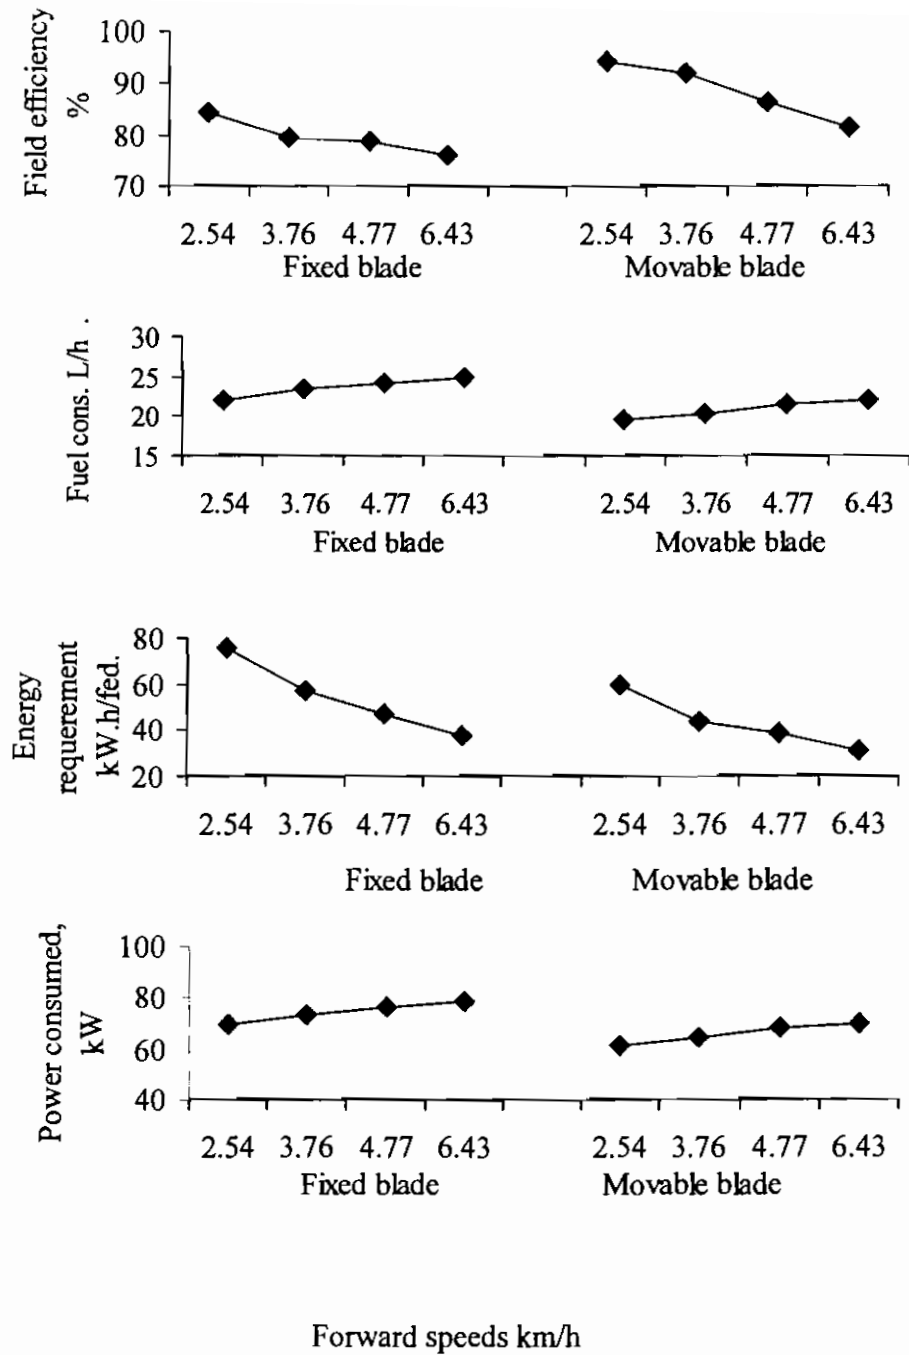 Field efficiency
%
100
90
80
70
2.54 3.76 4.77 6.43 2.54 3.76 4.77 6.43
Fixed blade Movable blade
Fuel cons. L/h .
30
25
20
15
2.54 3.76 4.77 6.43 2.54 3.76 4.77 6.43
Fixed blade Movable blade
Energy
requerement
kW.h/fed.
80
60
40
20
2.54 3.76 4.77 6.43 2.54 3.76 4.77 6.43
Fixed blade Movable blade
Power consumed,
kW
100
80
60
40
2.54 3.76 4.77 6.43 2.54 3.76 4.77 6.43
Fixed blade Movable blade
Forward speeds km/h